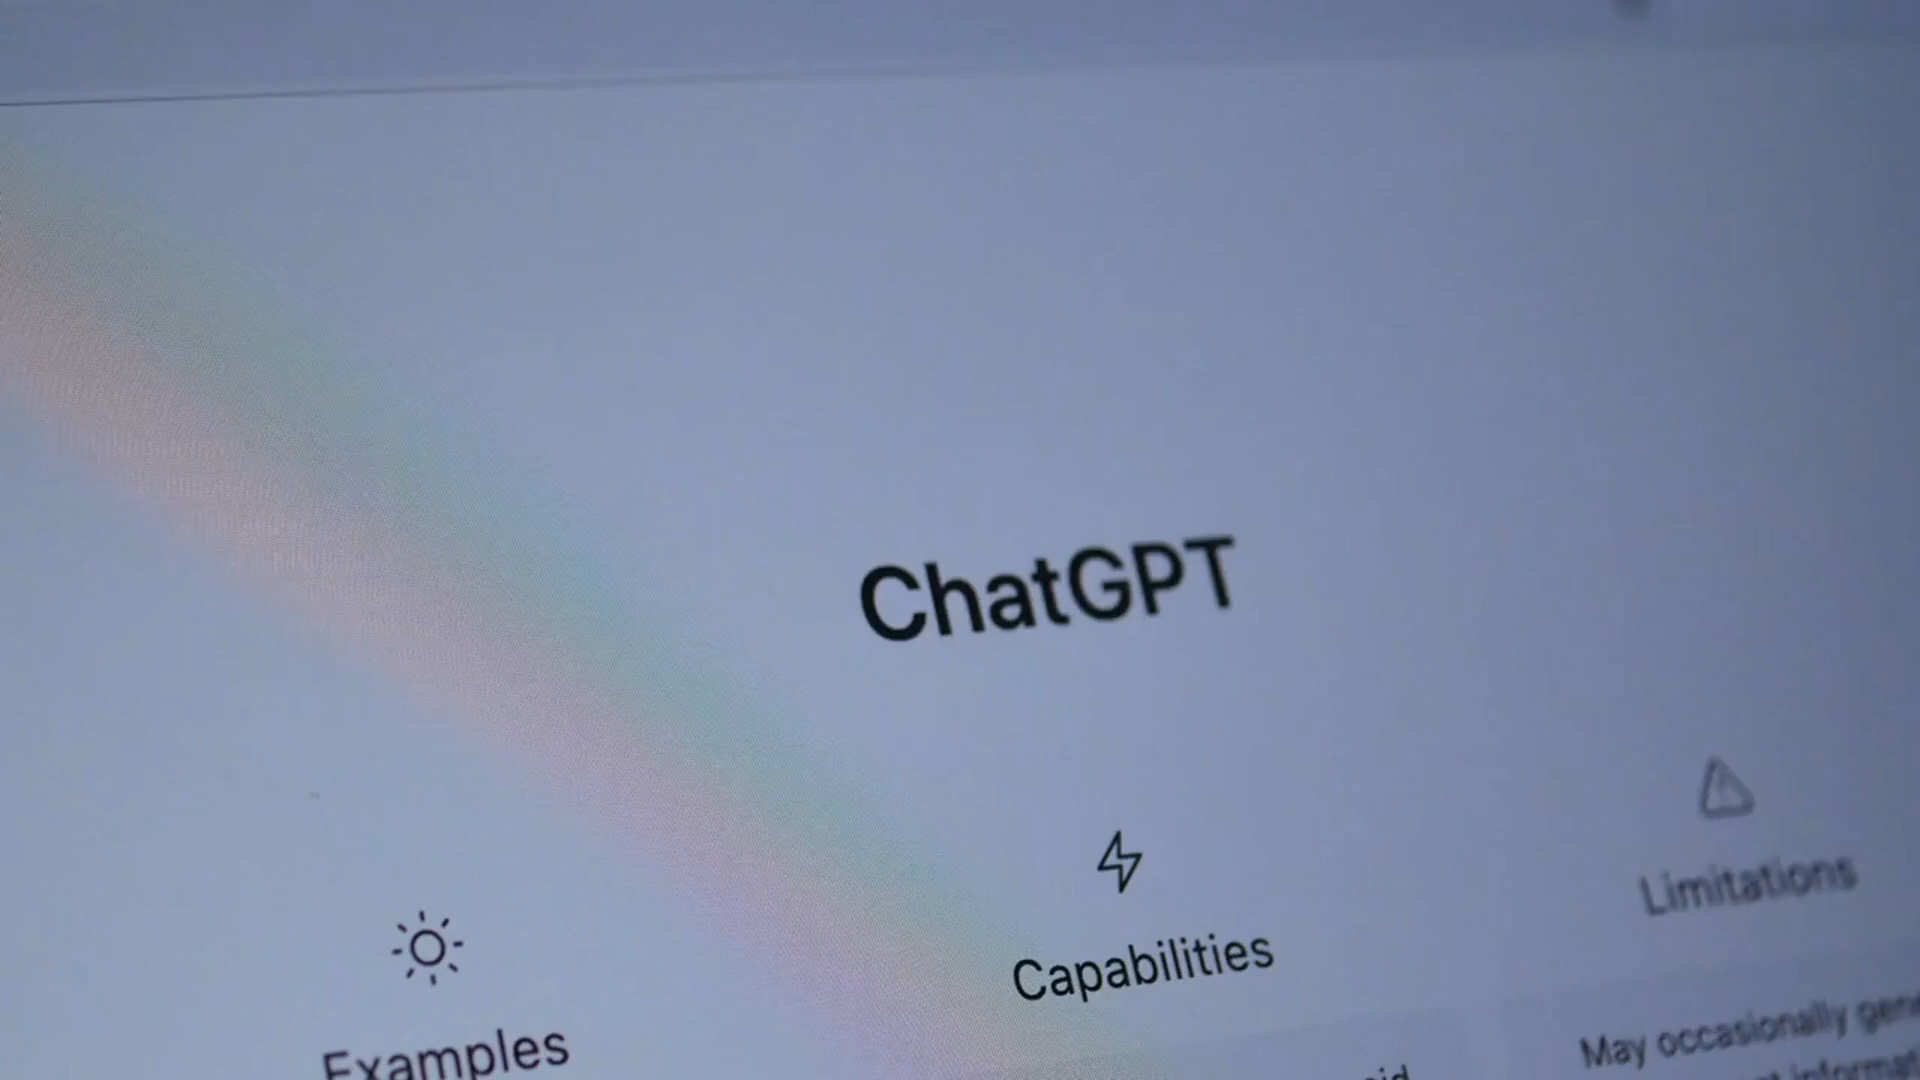 ChatGPT
Examples
Capabilities
Limitations
May occasionally